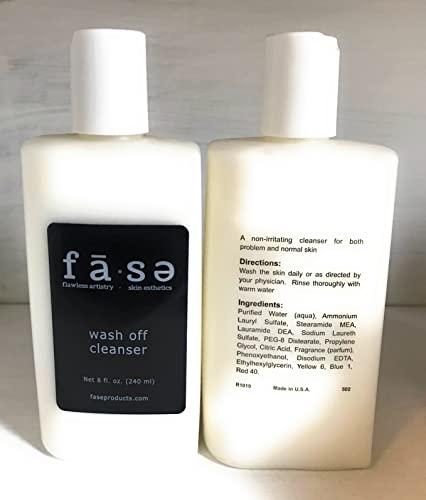 fā·sə
flawless artistry · skin esthetics
wash off
cleanser
Net 8 fl. oz. (240 ml)
faseproducts.com
A non-irritating cleanser for both
problem and normal skin
Directions:
Wash the skin daily or as directed by
your physician. Rinse thoroughly with
warm water
Ingredients:
Purified Water (aqua), Ammonium
Lauryl Sulfate, Stearamide MEA,
Lauramide DEA, Sodium Laureth
Sulfate, PEG-8 Distearate, Propylene
Glycol, Citric Acid, Fragrance (parfum),
Phenoxyethanol, Disodium EDTA,
Ethylhexylglycerin, Yellow 6, Blue 1,
Red 40.
R1015 Made in U.S.A. 502